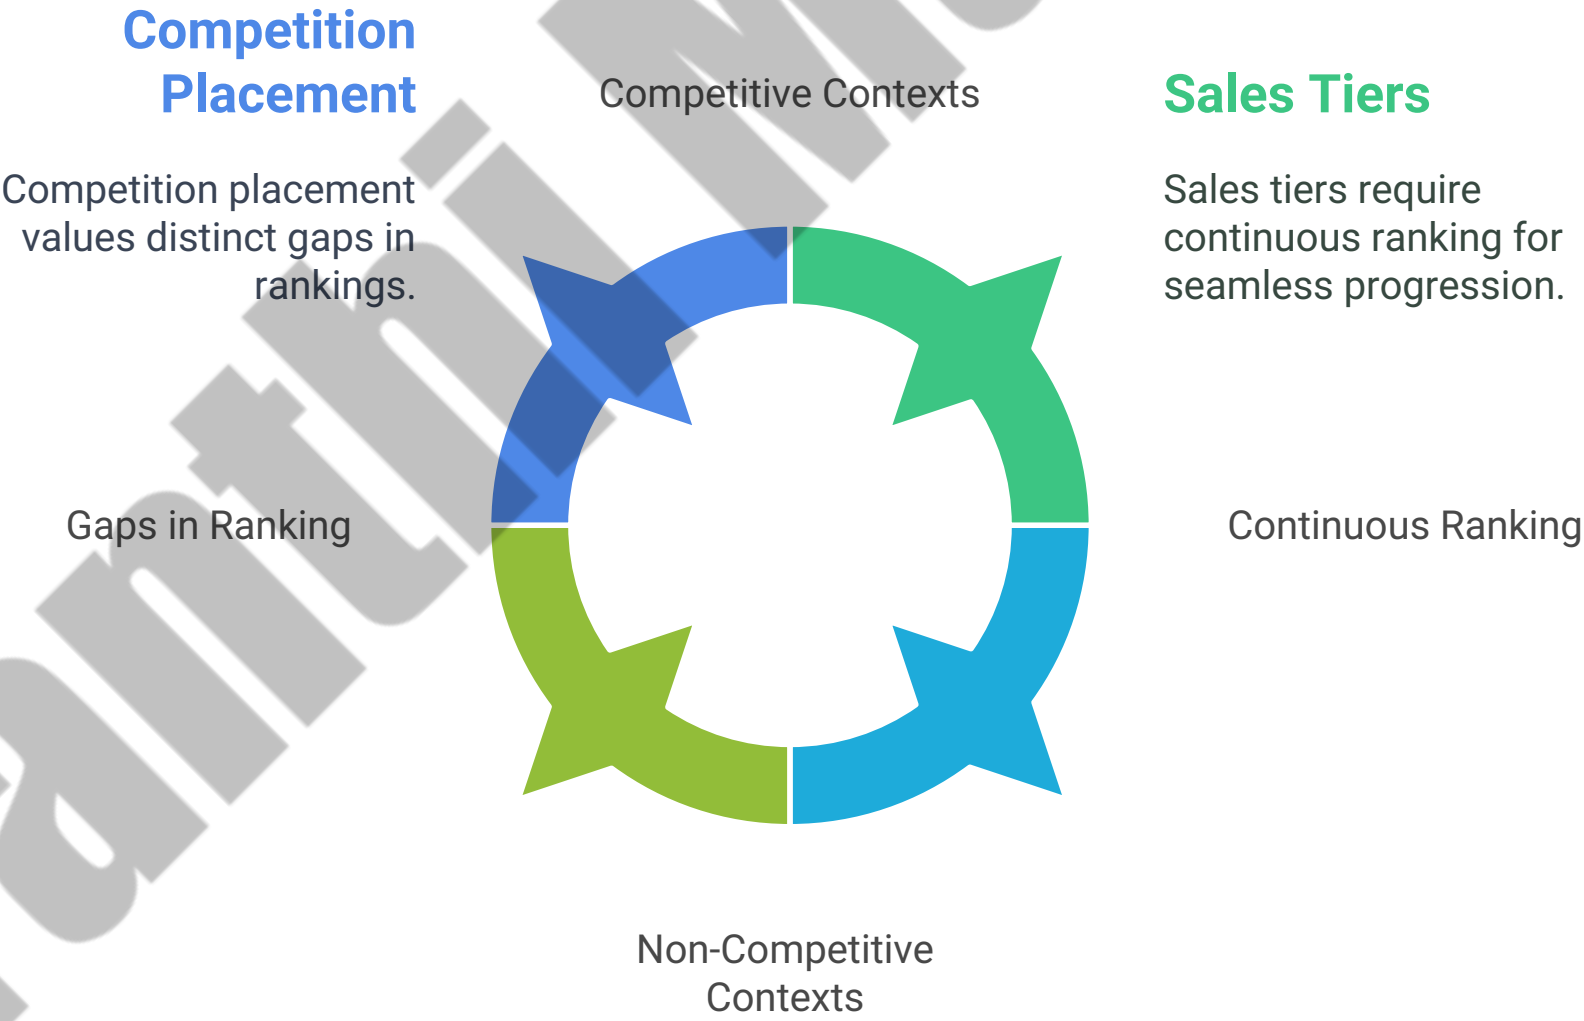 Competition
Placement
Competitive Contexts
Sales Tiers
Competition placement
values distinct gaps in
rankings.
Sales tiers require
continuous ranking for
seamless progression.
Gaps in Ranking
Continuous Ranking
Non-Competitive
Contexts